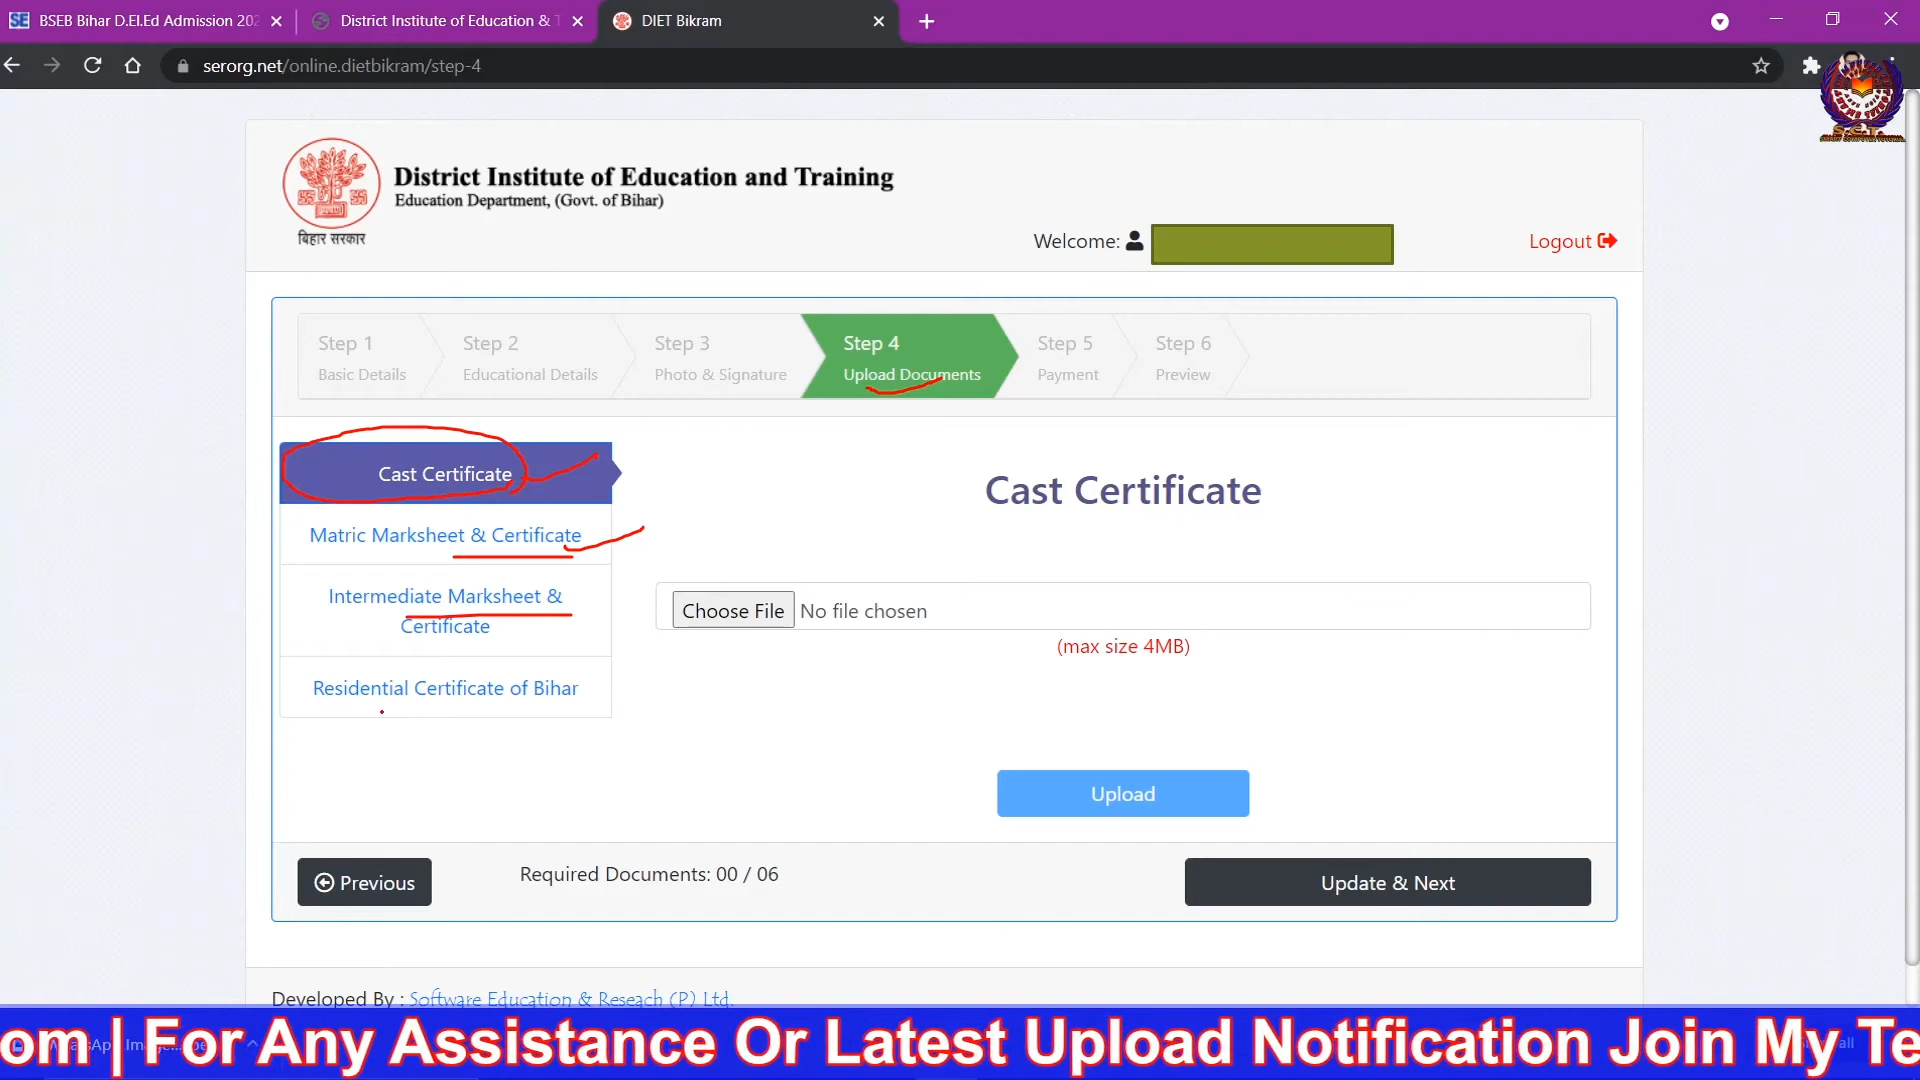 BSEB Bihar D.El.Ed Admission 202
District Institute of Education & T
DIET Bikram
serorg.net/online.dietbikram/step-4
S.C.T.
District Institute of Education and Training
Education Department, (Govt. of Bihar)
बिहार सरकार
Welcome:
Logout
Step 1
Basic Details
Step 2
Educational Details
Step 3
Photo & Signature
Step 4
Upload Documents
Step 5
Payment
Step 6
Preview
Cast Certificate
Matric Marksheet & Certificate
Intermediate Marksheet &
Certificate
Residential Certificate of Bihar
Cast Certificate
Choose File No file chosen
(max size 4MB)
Upload
Previous
Required Documents: 00 / 06
Update & Next
Developed By : Software Education & Reseach (P) Ltd.
om | For Any Assistance Or Latest Upload Notification Join My Te